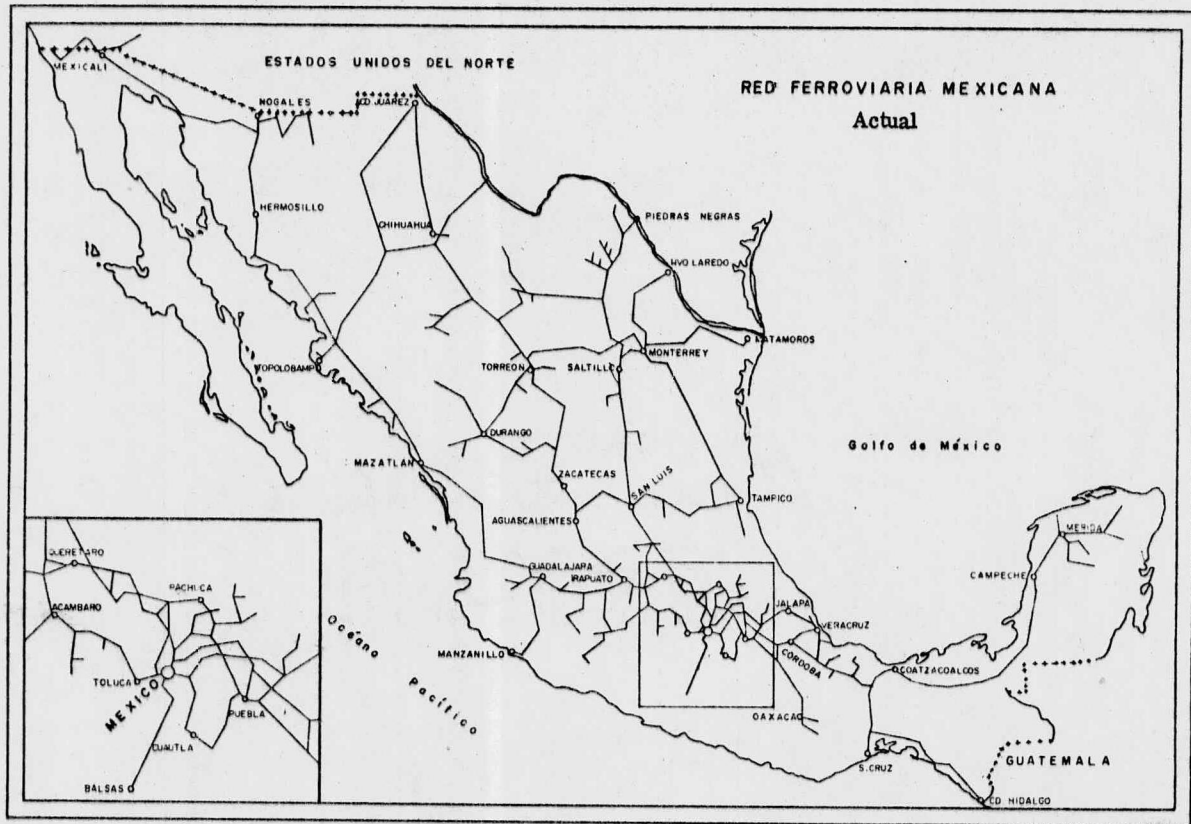 RED FERROVIARIA MEXICANA
Actual
ESTADOS UNIDOS DEL NORTE
MEXICALI
NOGALES
CD JUAREZ
HERMOSILLO
CHIHUAHUA
PIEDRAS NEGRAS
NVO LAREDO
MATAMOROS
MONTERREY
TOPOLOBAMP
TORREON
SALTILLO
DURANGO
Golfo de México
MAZATLAN
ZACATECAS
SAN LUIS
TAMPICO
AGUASCALIENTES
MERIDA
CAMPECHE
GUADALAJARA
IRAPUATO
JALAPA
VERACRUZ
CORDOBA
MANZANILLO
COATZACOALCOS
Océano
Pacífico
OAXACA
S. CRUZ
GUATEMALA
CD. HIDALGO
QUERETARO
PACHUCA
ACAMBARO
TOLUCA
MEXICO
PUEBLA
CUAUTLA
BALSAS